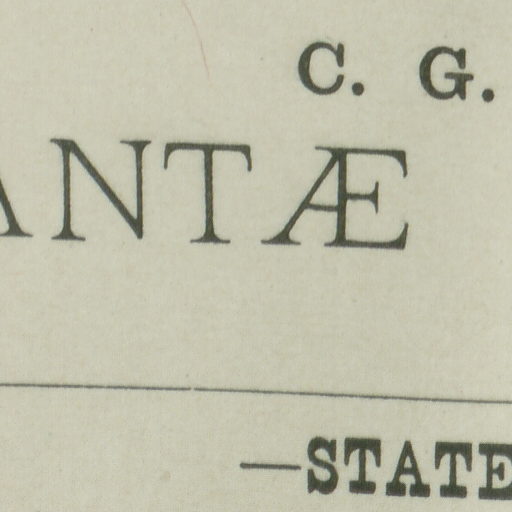 C. G.
ANTÆ
—STATE